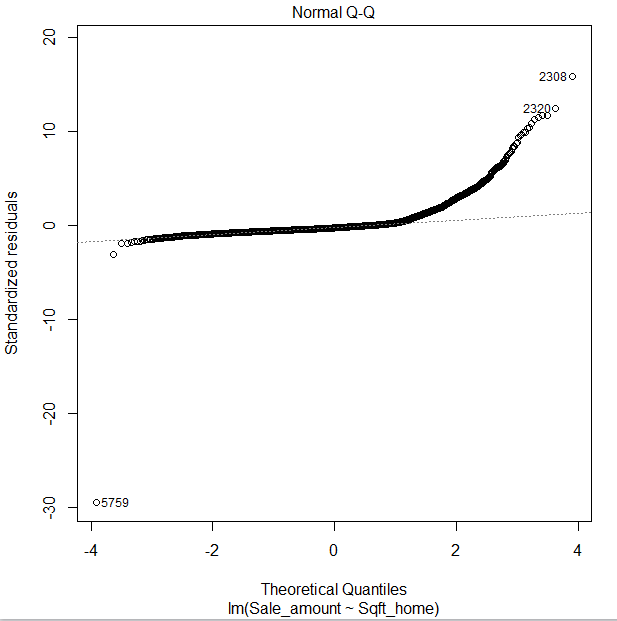 Normal Q-Q
20
10
0
-10
-20
-30
Standardized residuals
2308
2320
5759
-4 -2 0 2 4
Theoretical Quantiles
lm(Sale_amount ~ Sqft_home)